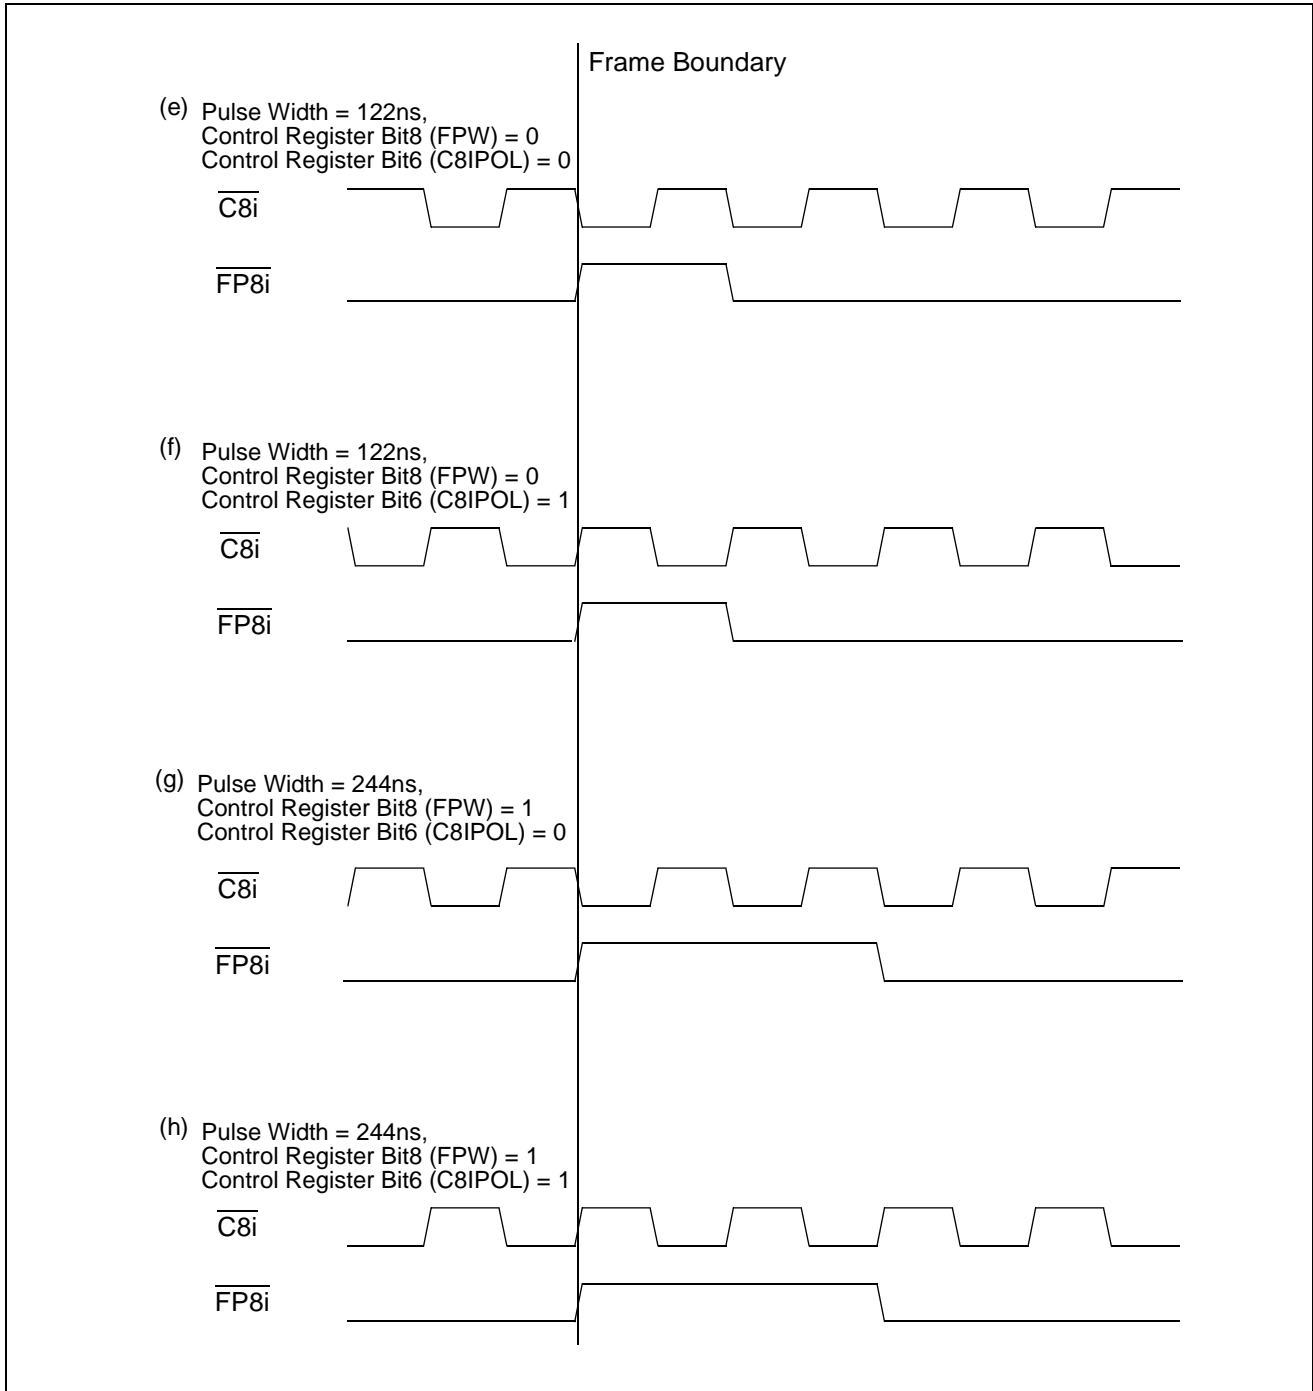 Frame Boundary
(e) Pulse Width = 122ns,
Control Register Bit8 (FPW) = 0
Control Register Bit6 (C8IPOL) = 0
C8i
FP8i
(f) Pulse Width = 122ns,
Control Register Bit8 (FPW) = 0
Control Register Bit6 (C8IPOL) = 1
C8i
FP8i
(g) Pulse Width = 244ns,
Control Register Bit8 (FPW) = 1
Control Register Bit6 (C8IPOL) = 0
C8i
FP8i
(h) Pulse Width = 244ns,
Control Register Bit8 (FPW) = 1
Control Register Bit6 (C8IPOL) = 1
C8i
FP8i